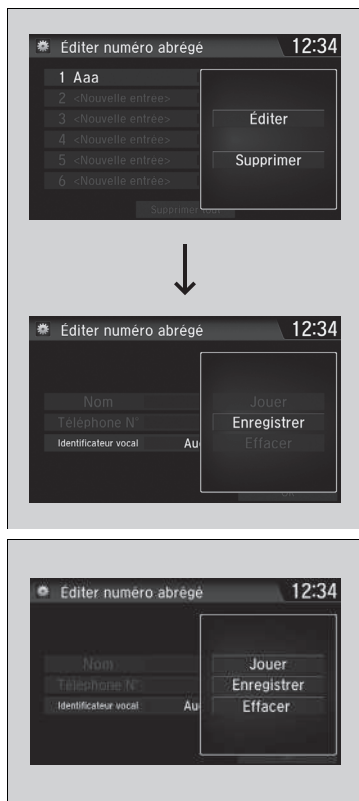 Éditer numéro abrégé 12:34
1 Aaa
2 <Nouvelle entrée>
3 <Nouvelle entrée>
4 <Nouvelle entrée>
5 <Nouvelle entrée>
6 <Nouvelle entrée>
Éditer
Supprimer
Supprimer tout
Éditer numéro abrégé 12:34
Nom
Téléphone N°
Identificateur vocal Au
Jouer
Enregistrer
Effacer
Éditer numéro abrégé 12:34
Nom
Téléphone N°
Identificateur vocal Au
Jouer
Enregistrer
Effacer